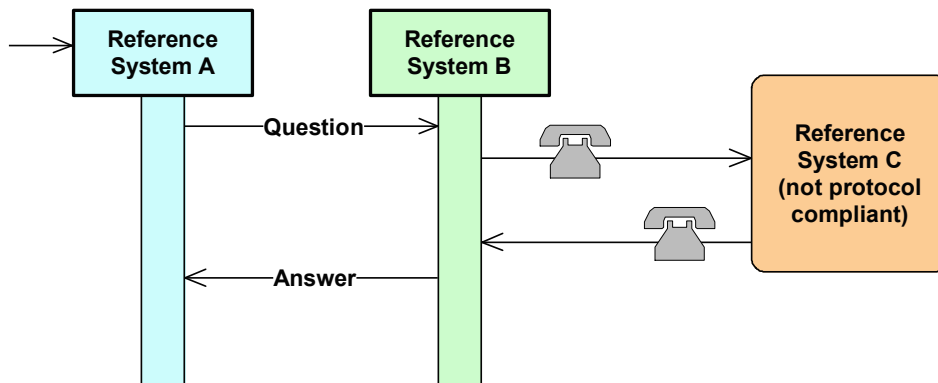 Reference
System A
Reference
System B
Question
Reference
System C
(not protocol
compliant)
Answer